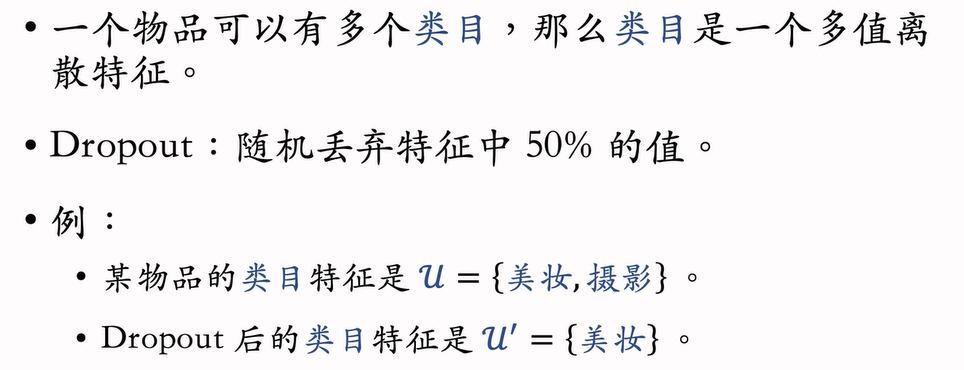 • 一个物品可以有多个类目，那么类目是一个多值离
散特征。
• Dropout：随机丢弃特征中 50% 的值。
• 例：
• 某物品的类目特征是 𝒰 = {美妆,摄影} 。
• Dropout 后的类目特征是 𝒰′ = {美妆} 。